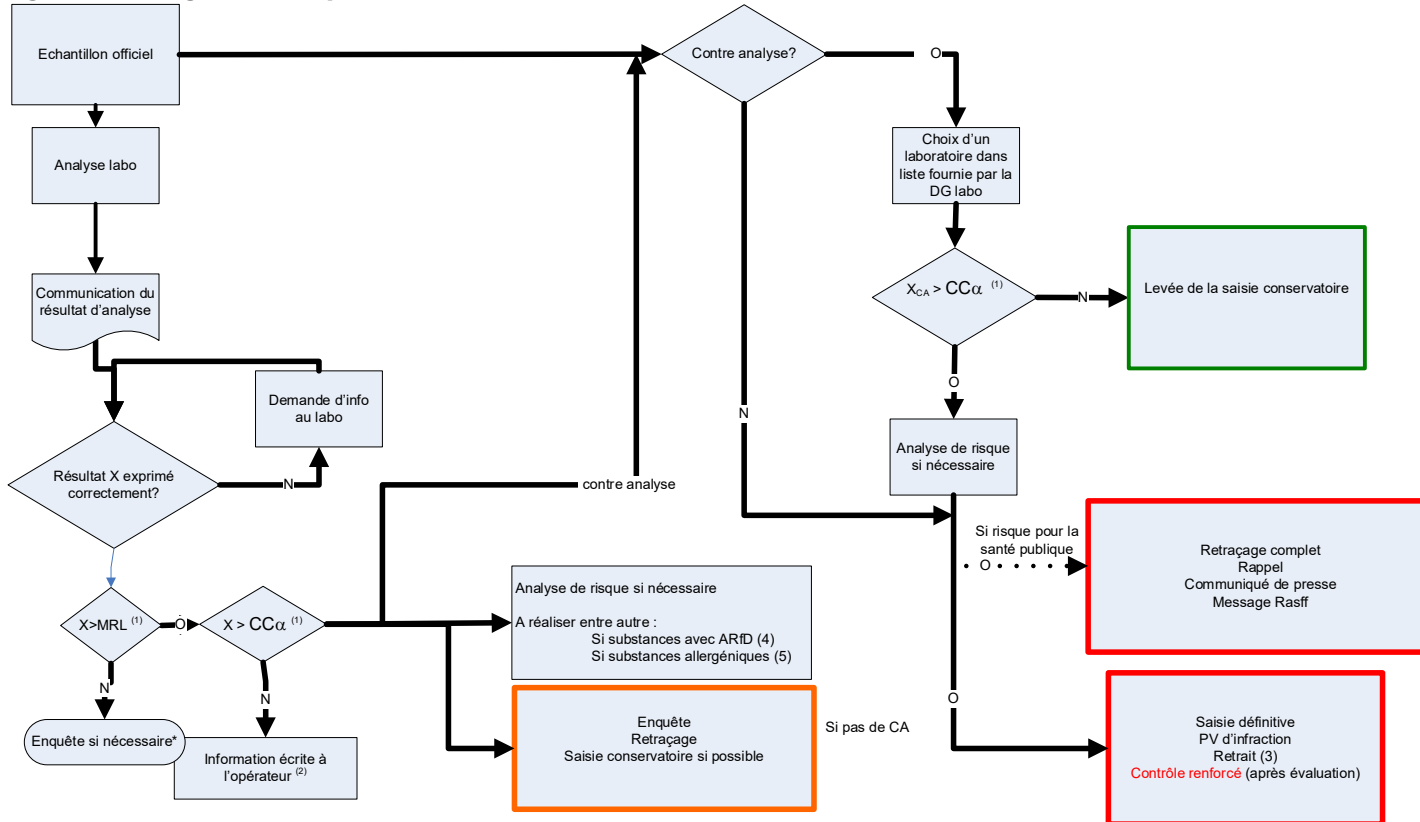 Echantillon officiel
Contre analyse?
O
Analyse labo
Choix d'un
laboratoire dans
liste fournie par la
DG labo
Communication du
résultat d'analyse
XCA > CCα (1)
N
Levée de la saisie conservatoire
Demande d'info
au labo
O
N
Analyse de risque
si nécessaire
Résultat X exprimé
correctement?
N
contre analyse
Si risque pour la
santé publique
O
Retraçage complet
Rappel
Communiqué de presse
Message Rasff
X>MRL (1)
O
X > CCα (1)
Analyse de risque si nécessaire
A réaliser entre autre :
Si substances avec ARfD (4)
Si substances allergéniques (5)
N
N
O
Enquête si nécessaire*
Information écrite à
l'opérateur (2)
Enquête
Retraçage
Saisie conservatoire si possible
Si pas de CA
Saisie définitive
PV d'infraction
Retrait (3)
Contrôle renforcé (après évaluation)